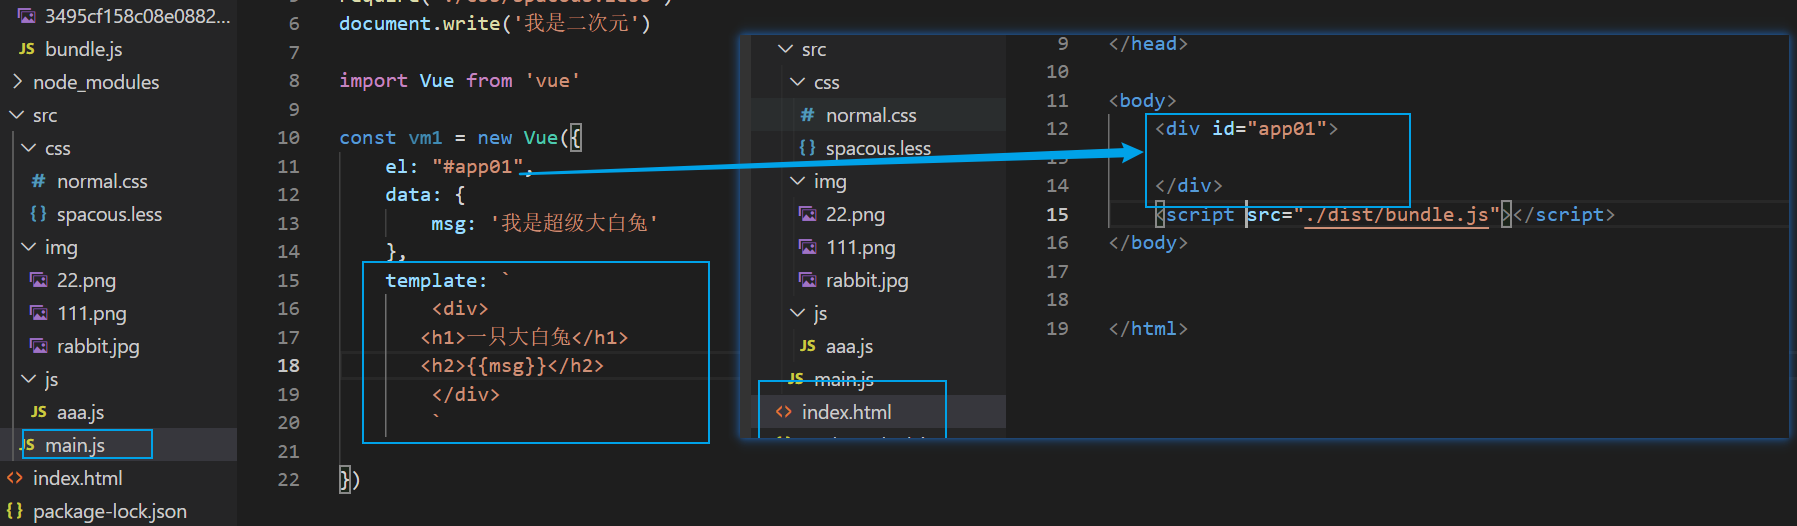 3495cf158c08e0882...
JS bundle.js
node_modules
src
css
# normal.css
{} spacous.less
img
22.png
111.png
rabbit.jpg
js
JS aaa.js
JS main.js
<> index.html
{} package-lock.json
6 document.write('我是二次元')
7
8 import Vue from 'vue'
9
10 const vm1 = new Vue({
11 el: "#app01",
12 data: {
13 msg: '我是超级大白兔'
14 },
15 template: `
16 <div>
17 <h1>一只大白兔</h1>
18 <h2>{{msg}}</h2>
19 </div>
20 `
21
22 })
src
css
# normal.css
{} spacous.less
img
22.png
111.png
rabbit.jpg
js
JS aaa.js
JS main.js
<> index.html
9 </head>
10
11 <body>
12 <div id="app01">
14 </div>
15 <script src="./dist/bundle.js"></script>
16 </body>
17
18
19 </html>